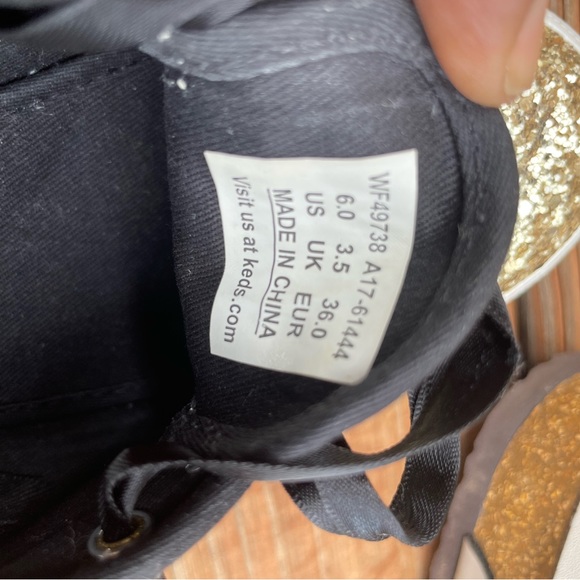 WF49738 A17-61444
6.0 3.5 36.0
US UK EUR
MADE IN CHINA
Visit us at keds.com